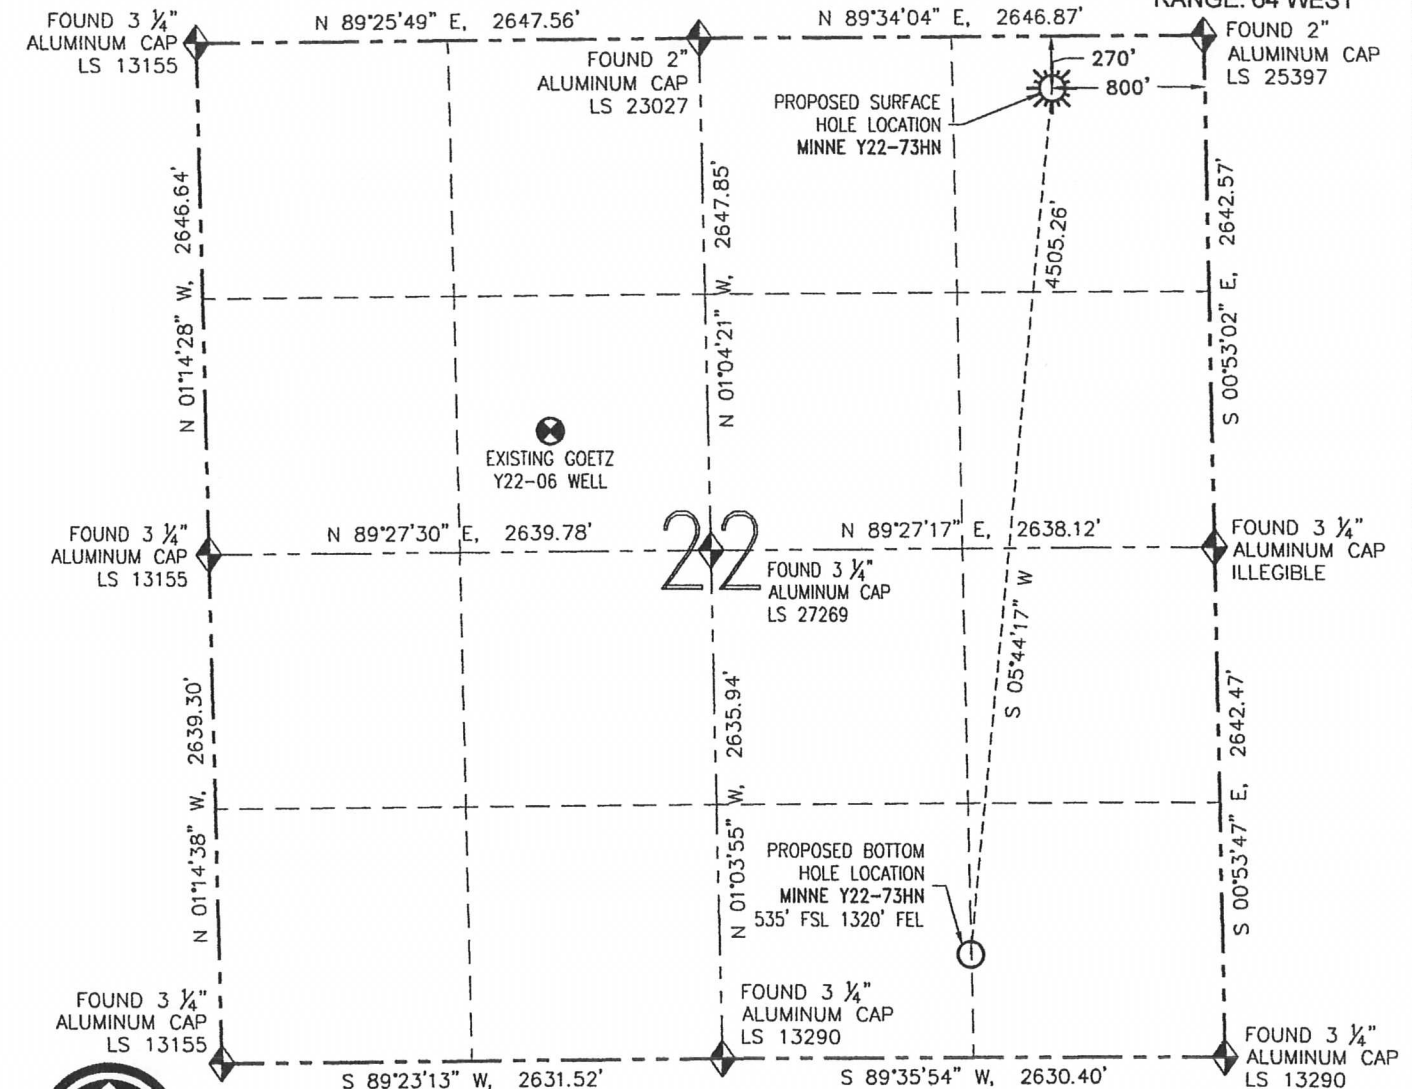 RANGE: 64 WEST
FOUND 3 ¼"
ALUMINUM CAP
LS 13155
N 89°25'49" E, 2647.56'
FOUND 2"
ALUMINUM CAP
LS 23027
N 89°34'04" E, 2646.87'
FOUND 2"
ALUMINUM CAP
LS 25397
270'
800'
PROPOSED SURFACE
HOLE LOCATION
MINNE Y22-73HN
N 01°14'28" W, 2646.64'
N 01°04'21" W, 2647.85'
4505.26'
S 00°53'02" E, 2642.57'
EXISTING GOETZ
Y22-06 WELL
FOUND 3 ¼"
ALUMINUM CAP
LS 13155
N 89°27'30" E, 2639.78'
22
N 89°27'17" E, 2638.12'
FOUND 3 ¼"
ALUMINUM CAP
ILLEGIBLE
FOUND 3 ¼"
ALUMINUM CAP
LS 27269
S 05°44'17" W
N 01°14'38" W, 2639.30'
N 01°03'55" W, 2635.94'
S 00°53'47" E, 2642.47'
PROPOSED BOTTOM
HOLE LOCATION
MINNE Y22-73HN
535' FSL 1320' FEL
FOUND 3 ¼"
ALUMINUM CAP
LS 13155
FOUND 3 ¼"
ALUMINUM CAP
LS 13290
FOUND 3 ¼"
ALUMINUM CAP
LS 13290
S 89°23'13" W, 2631.52'
S 89°35'54" W, 2630.40'